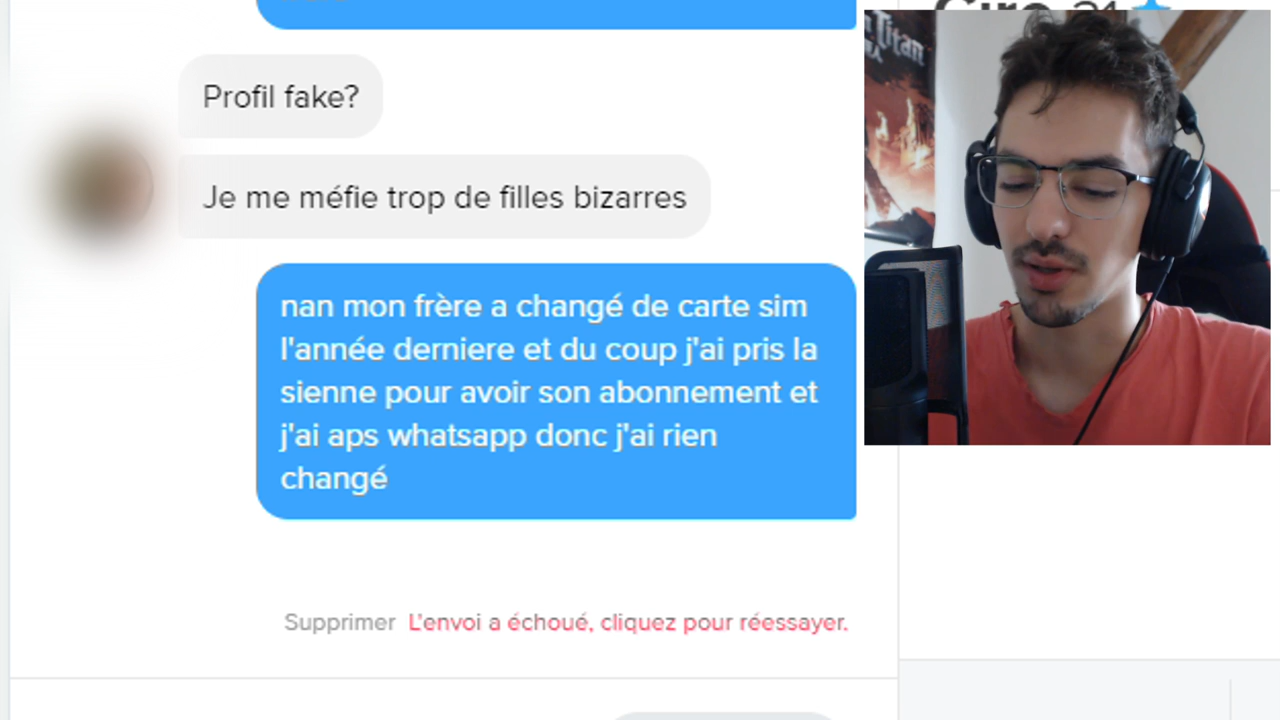 Profil fake?
Je me méfie trop de filles bizarres
nan mon frère a changé de carte sim
l'année derniere et du coup j'ai pris la
sienne pour avoir son abonnement et
j'ai aps whatsapp donc j'ai rien
changé
Supprimer L'envoi a échoué, cliquez pour réessayer.
Titan